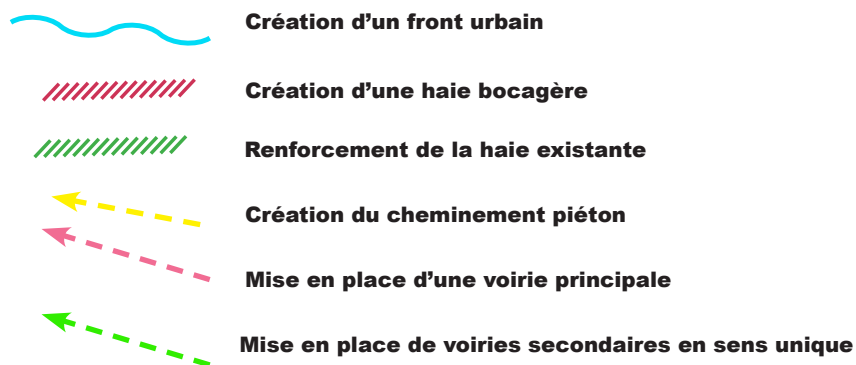 Création d’un front urbain
Création d’une haie bocagère
Renforcement de la haie existante
Création du cheminement piéton
Mise en place d’une voirie principale
Mise en place de voiries secondaires en sens unique